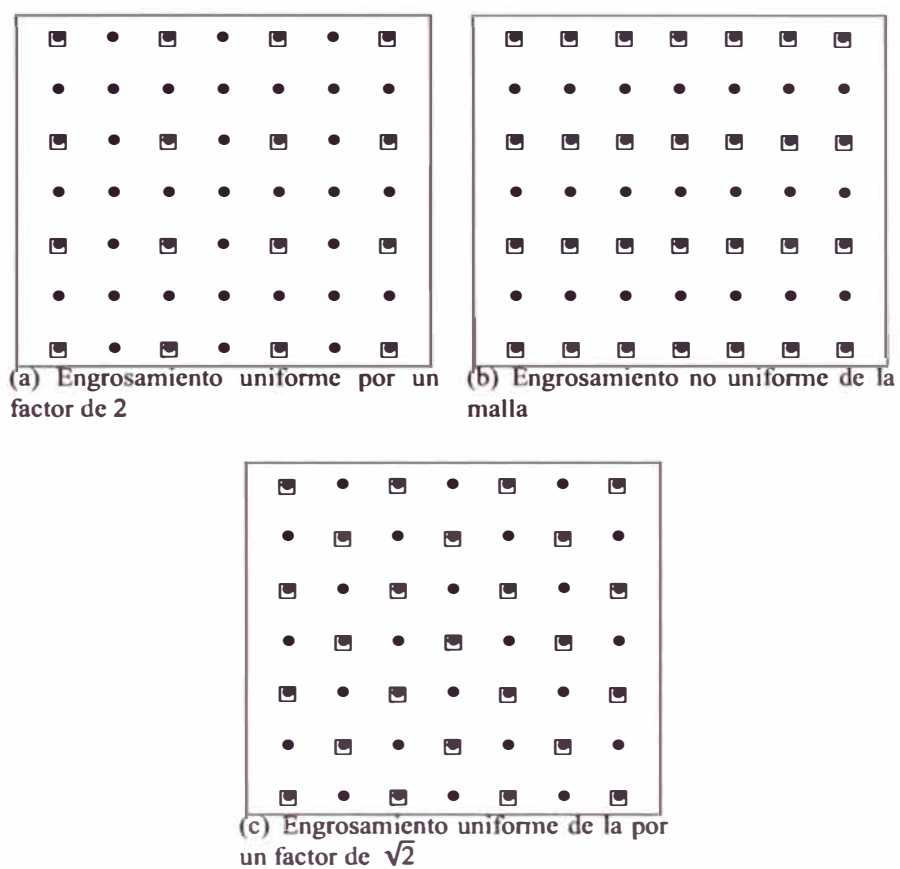 (a) Engrosamiento uniforme por un
factor de 2
(b) Engrosamiento no uniforme de la
malla
(c) Engrosamiento uniforme de la por
un factor de √2